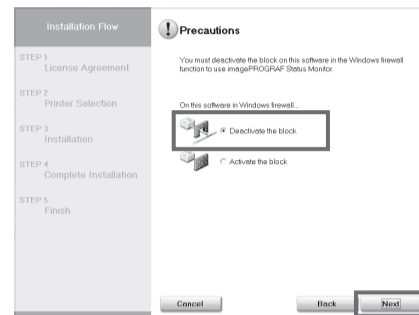 Installation Flow
STEP 1
License Agreement
STEP 2
Printer Selection
STEP 3
Installation
STEP 4
Complete Installation
STEP 5
Finish
Precautions
You must deactivate the block on this software in the Windows firewall
function to use imagePROGRAF Status Monitor.
On this software in Windows firewall...
Deactivate the block
Activate the block
Cancel
Back
Next